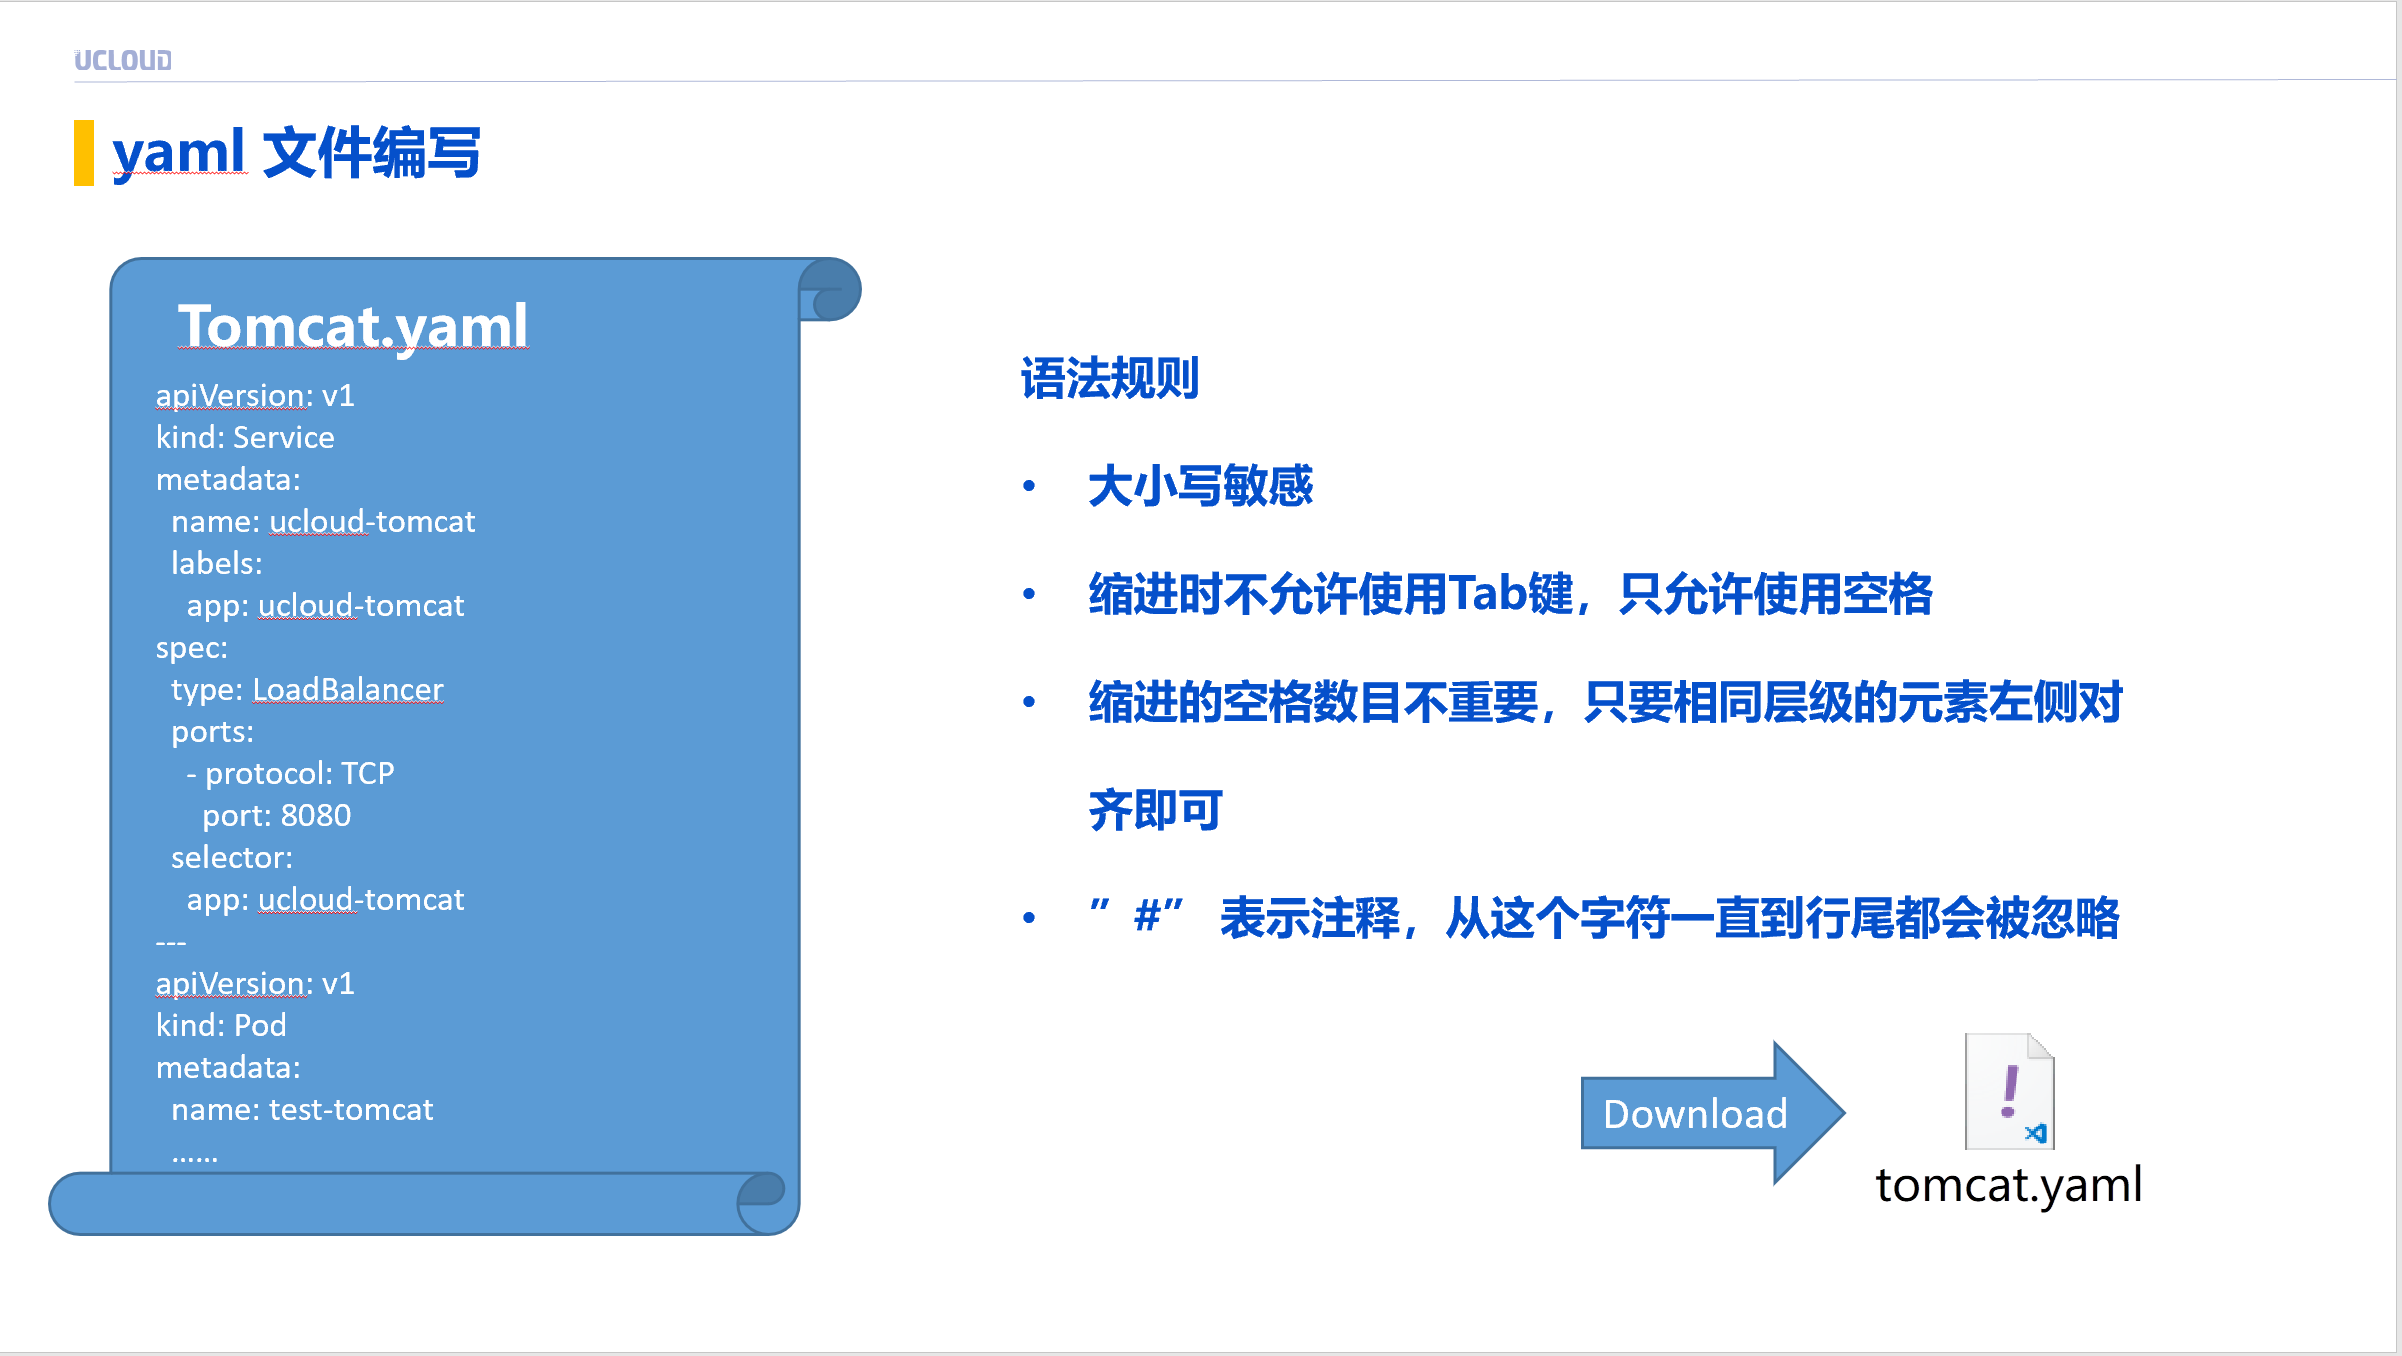 UCLOUD
yaml 文件编写
Tomcat.yaml
apiVersion: v1
kind: Service
metadata:
  name: ucloud-tomcat
  labels:
    app: ucloud-tomcat
spec:
  type: LoadBalancer
  ports:
    - protocol: TCP
      port: 8080
  selector:
    app: ucloud-tomcat
---
apiVersion: v1
kind: Pod
metadata:
  name: test-tomcat
  ......
语法规则
• 大小写敏感
• 缩进时不允许使用Tab键，只允许使用空格
• 缩进的空格数目不重要，只要相同层级的元素左侧对
齐即可
• ”#” 表示注释，从这个字符一直到行尾都会被忽略
Download
tomcat.yaml